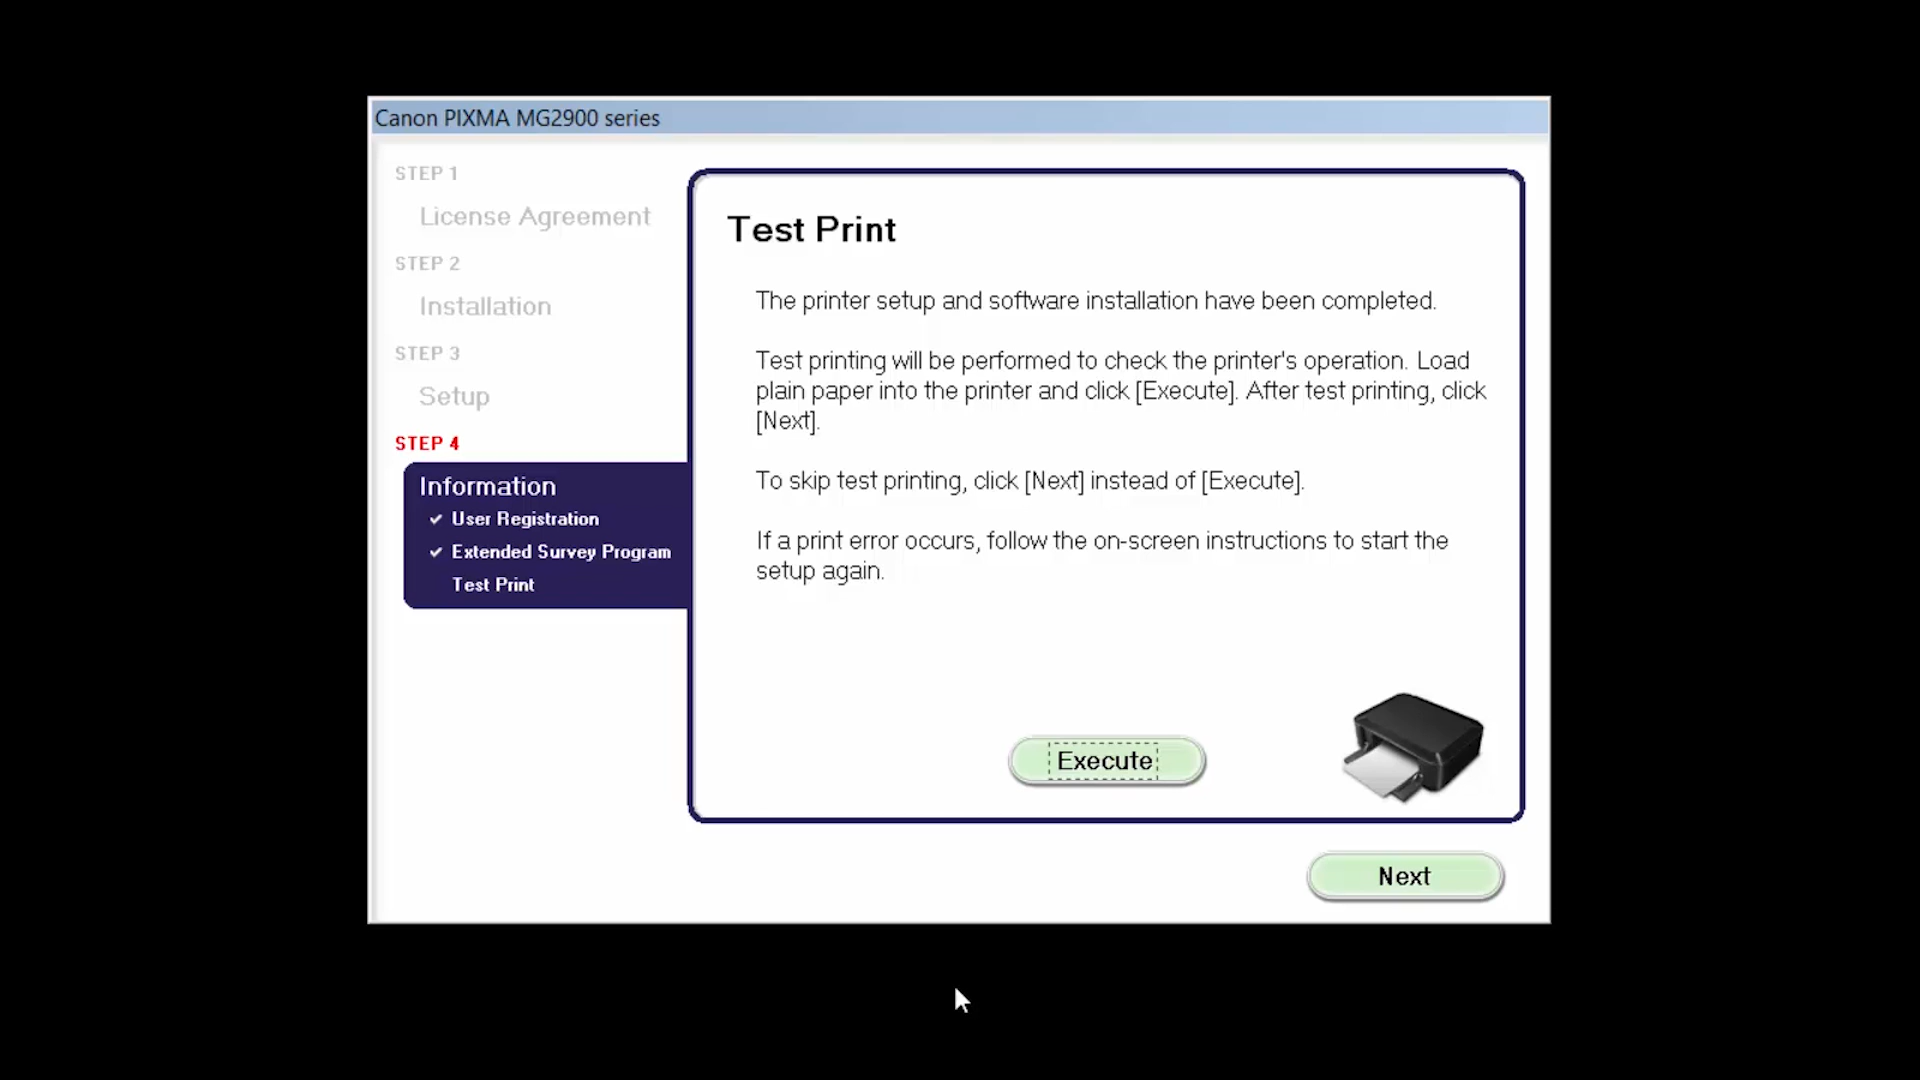 Canon PIXMA MG2900 series
STEP 1
License Agreement
STEP 2
Installation
STEP 3
Setup
STEP 4
Information
User Registration
Extended Survey Program
Test Print
Test Print
The printer setup and software installation have been completed.
Test printing will be performed to check the printer's operation. Load
plain paper into the printer and click [Execute]. After test printing, click
[Next].
To skip test printing, click [Next] instead of [Execute].
If a print error occurs, follow the on-screen instructions to start the
setup again.
Execute
Next